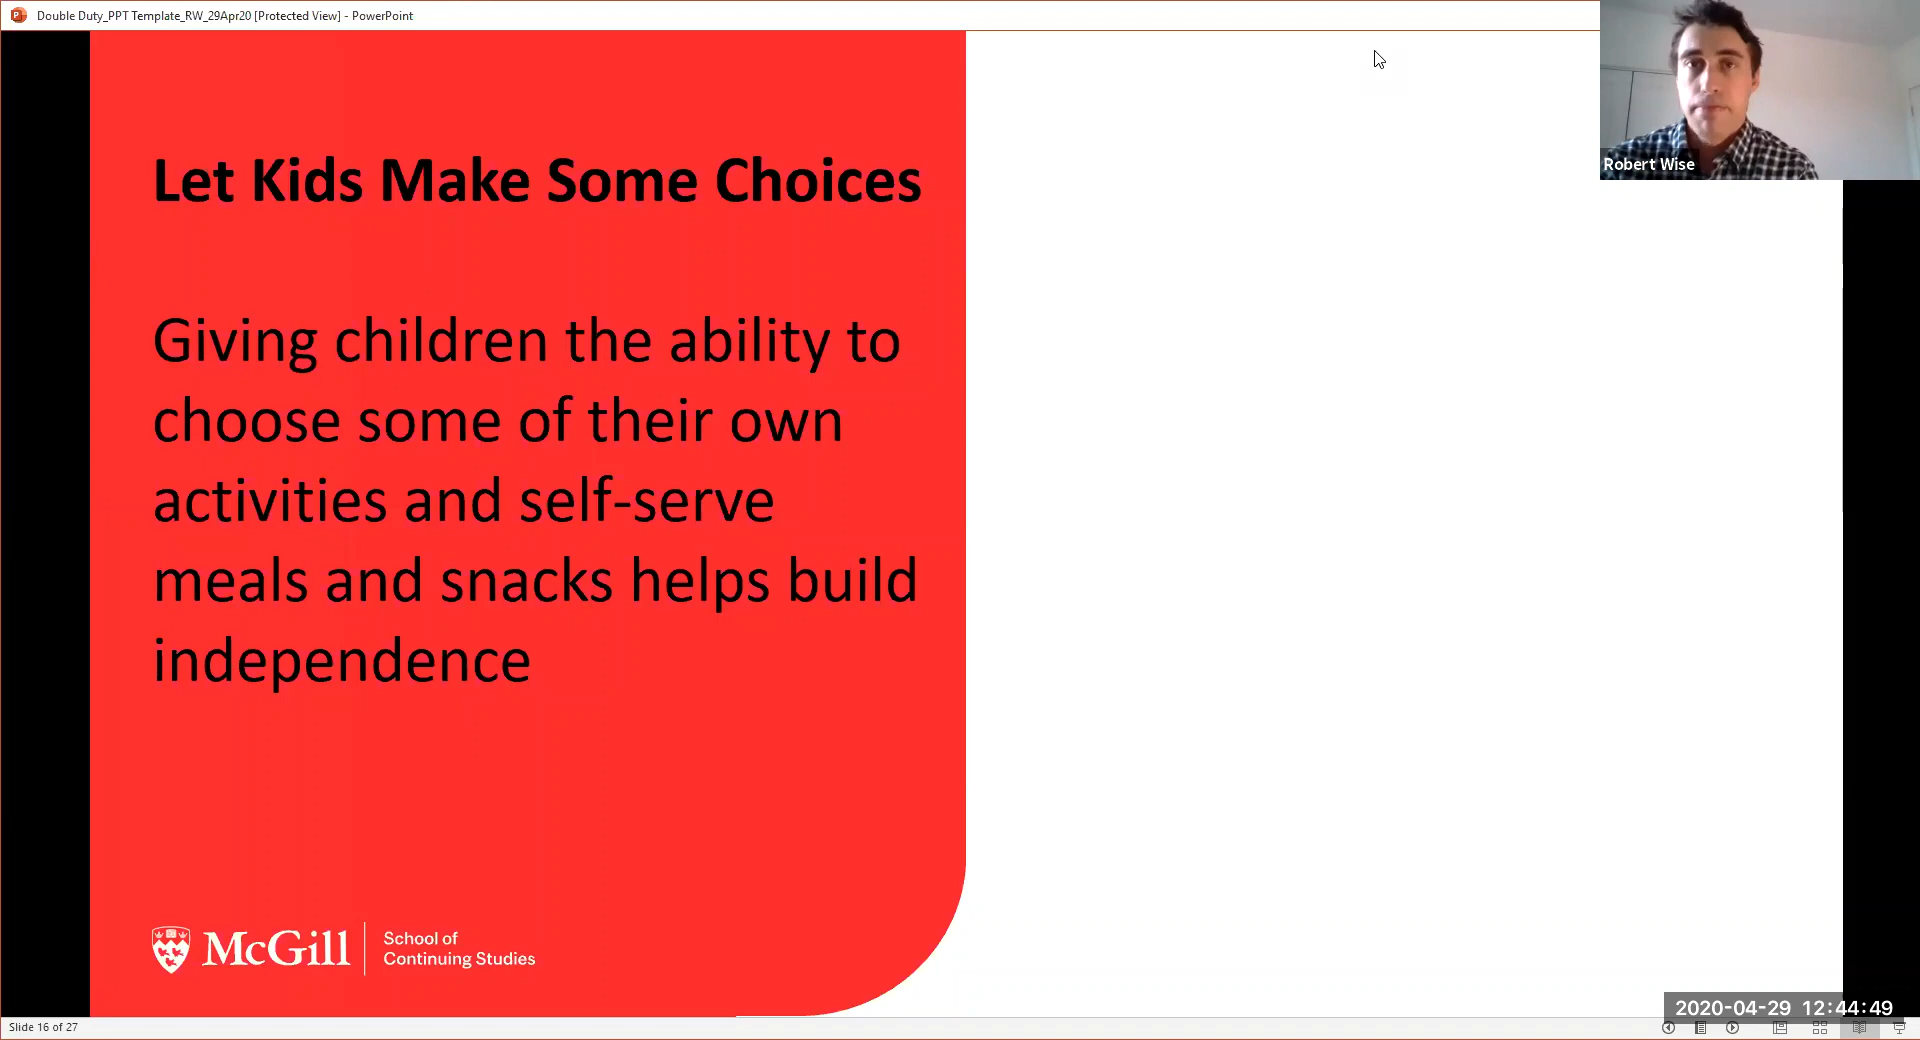 Double Duty_PPT Template_RW_29Apr20 [Protected View] - PowerPoint
Robert Wise
Let Kids Make Some Choices
Giving children the ability to
choose some of their own
activities and self-serve
meals and snacks helps build
independence
McGill
School of
Continuing Studies
2020-04-29 12:44:49
Slide 16 of 27